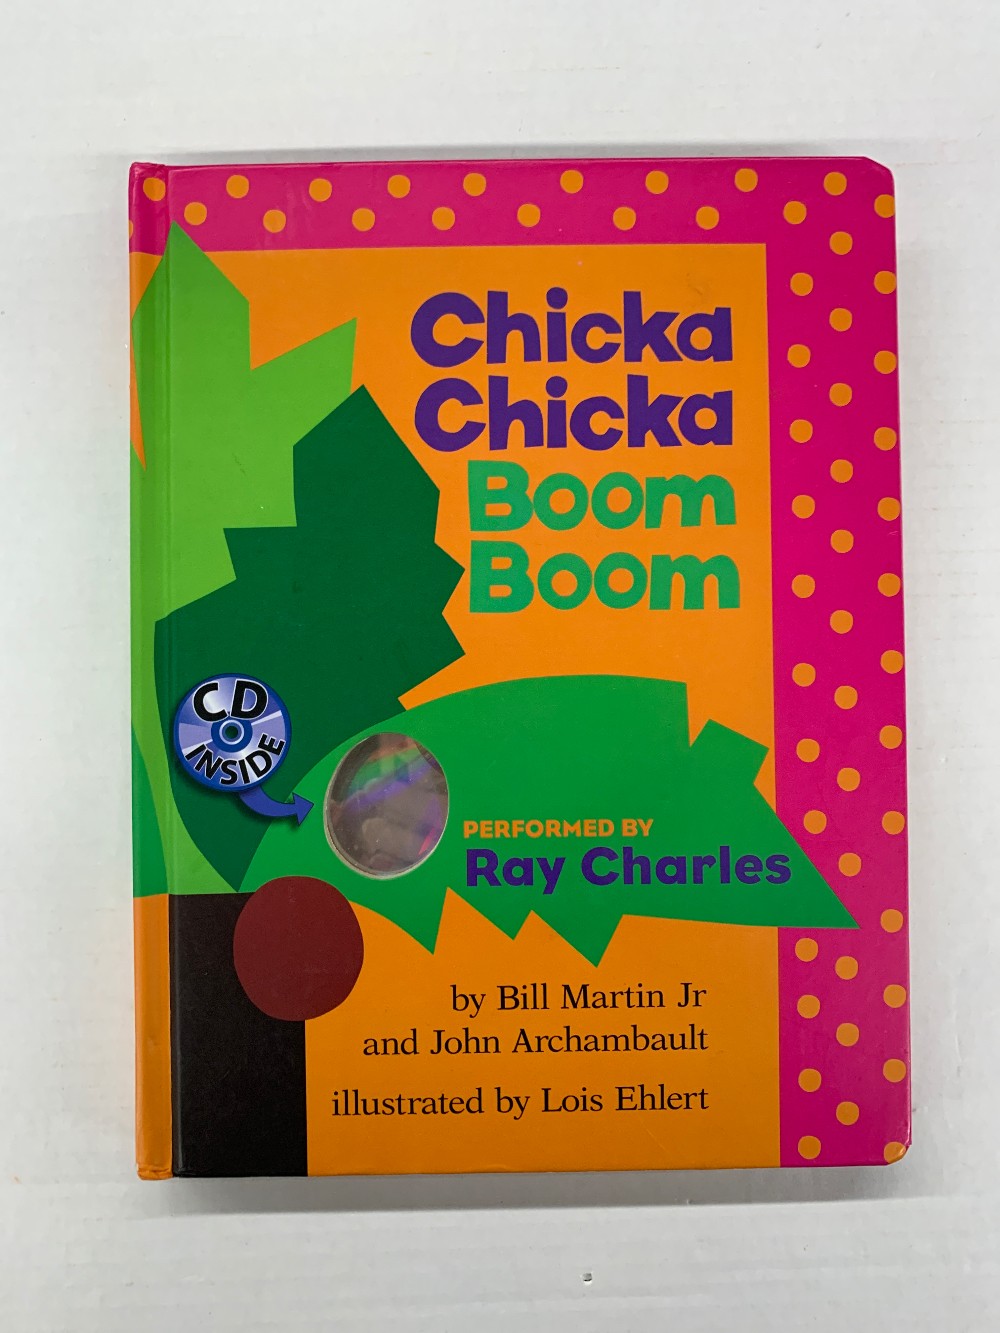 Chicka
Chicka
Boom
Boom
CD
INSIDE
PERFORMED BY
Ray Charles
by Bill Martin Jr
and John Archambault
illustrated by Lois Ehlert